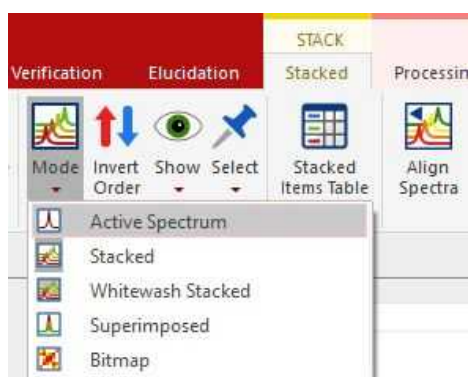 STACK
Verification Elucidation Stacked
Mode Invert Order Show Select Stacked Items Table Align Spectra
Active Spectrum
Stacked
Whitewash Stacked
Superimposed
Bitmap